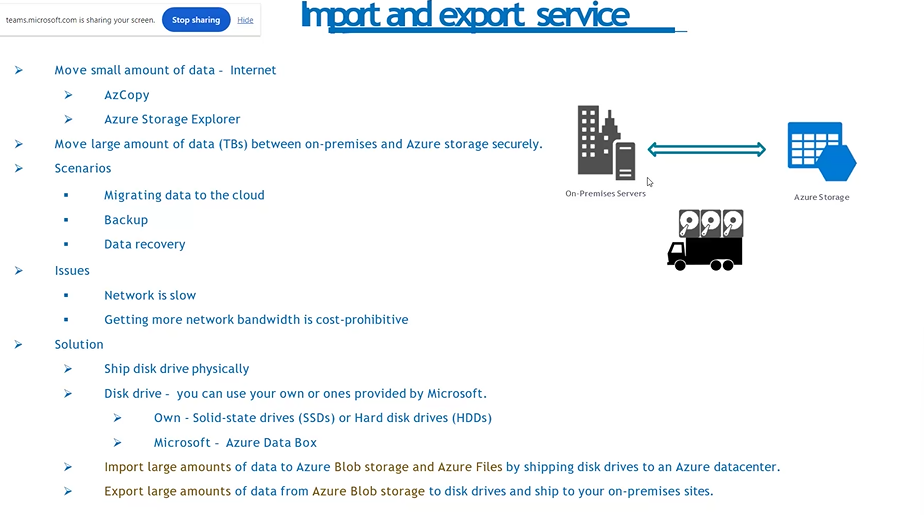 teams.microsoft.com is sharing your screen.
Stop sharing
Hide
Import and export service
Move small amount of data - Internet
AzCopy
Azure Storage Explorer
Move large amount of data (TBs) between on-premises and Azure storage securely.
Scenarios
Migrating data to the cloud
Backup
Data recovery
Issues
Network is slow
Getting more network bandwidth is cost-prohibitive
Solution
Ship disk drive physically
Disk drive - you can use your own or ones provided by Microsoft.
Own - Solid-state drives (SSDs) or Hard disk drives (HDDs)
Microsoft - Azure Data Box
Import large amounts of data to Azure Blob storage and Azure Files by shipping disk drives to an Azure datacenter.
Export large amounts of data from Azure Blob storage to disk drives and ship to your on-premises sites.
On-Premises Servers
Azure Storage